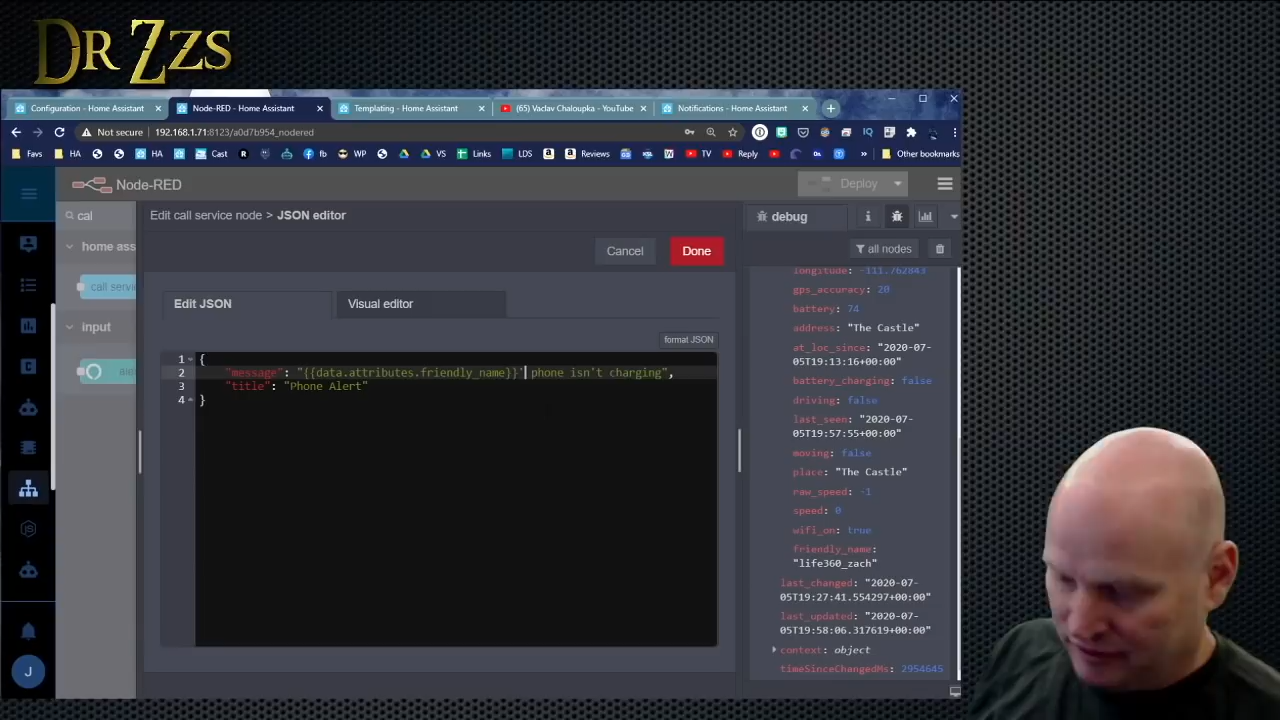 DR ZZS
Configuration - Home Assistant
Node-RED - Home Assistant
Templating - Home Assistant
(65) Vaclav Chaloupka - YouTube
Notifications - Home Assistant
Not secure
192.168.1.71:8123/a0d7b954_nodered
Favs
HA
HA
Cast
fb
WP
VS
Links
LDS
Reviews
TV
Reply
Other bookmarks
Node-RED
Deploy
cal
Edit call service node > JSON editor
debug
home ass
Cancel
Done
all nodes
call servic
Edit JSON
Visual editor
input
format JSON
1 {
2 "message": "{{data.attributes.friendly_name}}' phone isn't charging",
3 "title": "Phone Alert"
4 }
longitude: -111.762843
gps_accuracy: 20
battery: 74
address: "The Castle"
at_loc_since: "2020-07-
05T19:13:16+00:00"
battery_charging: false
driving: false
last_seen: "2020-07-
05T19:57:55+00:00"
moving: false
place: "The Castle"
raw_speed: -1
speed: 0
wifi_on: true
friendly_name:
"life360_zach"
last_changed: "2020-07-
05T19:27:41.554297+00:00"
last_updated: "2020-07-
05T19:58:06.317619+00:00"
context: object
timeSinceChangedMs: 2954645
J